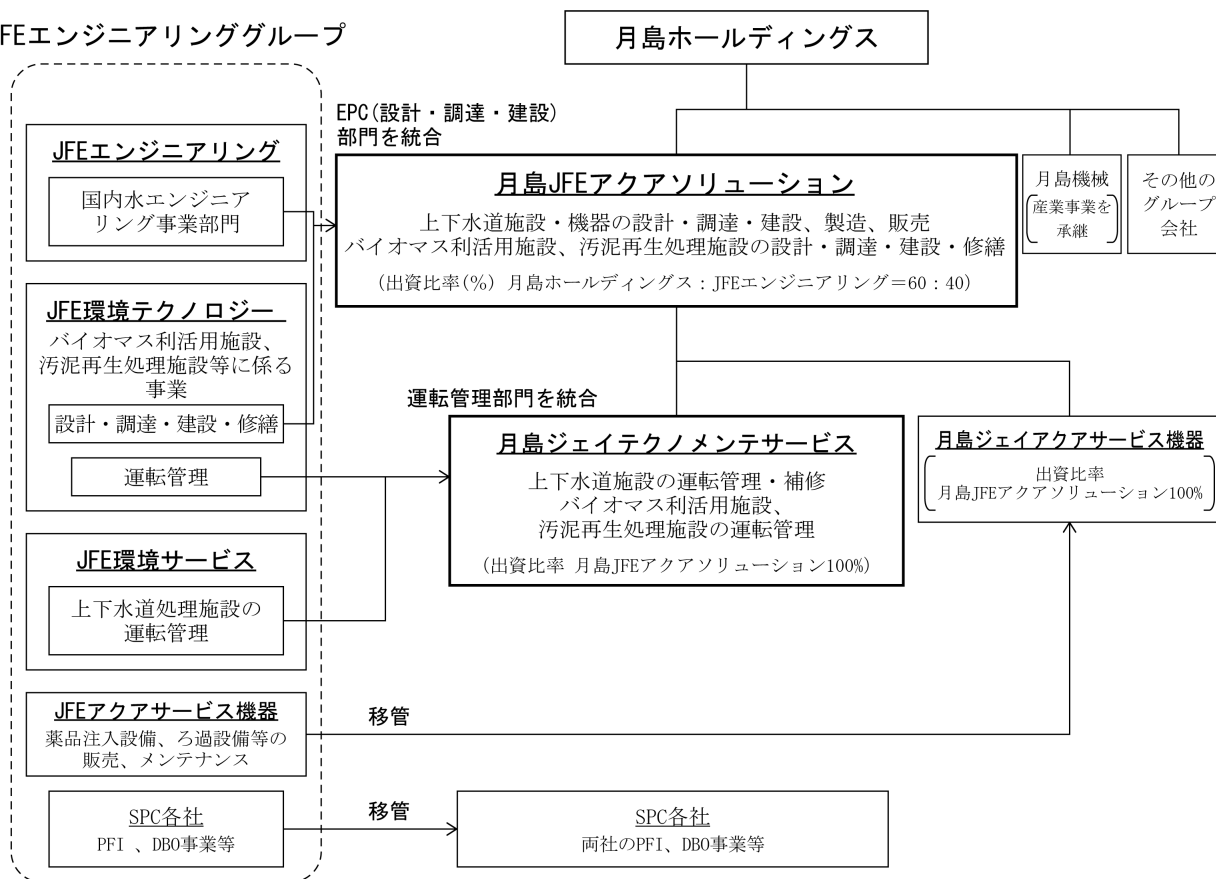 FEエンジニアリンググループ
月島ホールディングス
EPC(設計・調達・建設)
部門を統合
JFEエンジニアリング
国内水エンジニア
リング事業部門
月島JFEアクアソリューション
上下水道施設・機器の設計・調達・建設、製造、販売
バイオマス利活用施設、汚泥再生処理施設の設計・調達・建設・修繕
(出資比率(%) 月島ホールディングス：JFEエンジニアリング＝60：40)
月島機械
産業事業を
承継
その他の
グループ
会社
JFE環境テクノロジー
バイオマス利活用施設、
汚泥再生処理施設等に係る
事業
設計・調達・建設・修繕
運転管理
運転管理部門を統合
月島ジェイテクノメンテサービス
上下水道施設の運転管理・補修
バイオマス利活用施設、
汚泥再生処理施設の運転管理
(出資比率 月島JFEアクアソリューション100%)
月島ジェイアクアサービス機器
出資比率
月島JFEアクアソリューション100%
JFE環境サービス
上下水道処理施設の
運転管理
JFEアクアサービス機器
薬品注入設備、ろ過設備等の
販売、メンテナンス
移管
SPC各社
PFI 、DBO事業等
移管
SPC各社
両社のPFI、DBO事業等